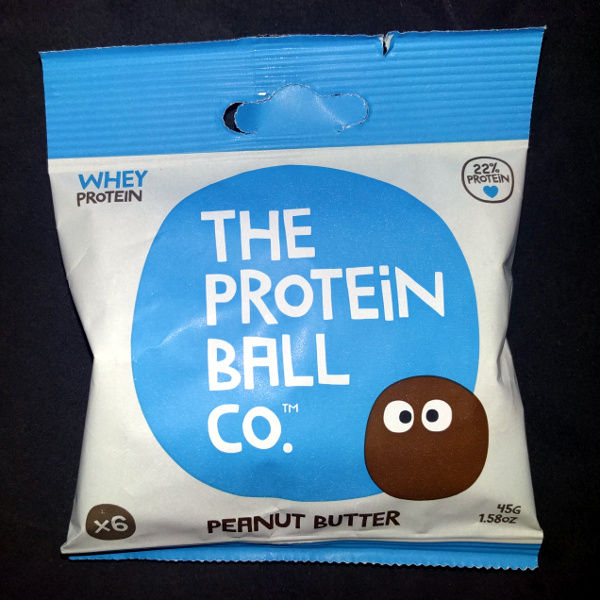 WHEY
PROTEIN
22%
PROTEIN
THE
PROTEiN
BALL
CO.™
x6
PEANUT BUTTER
45G
1.58oz